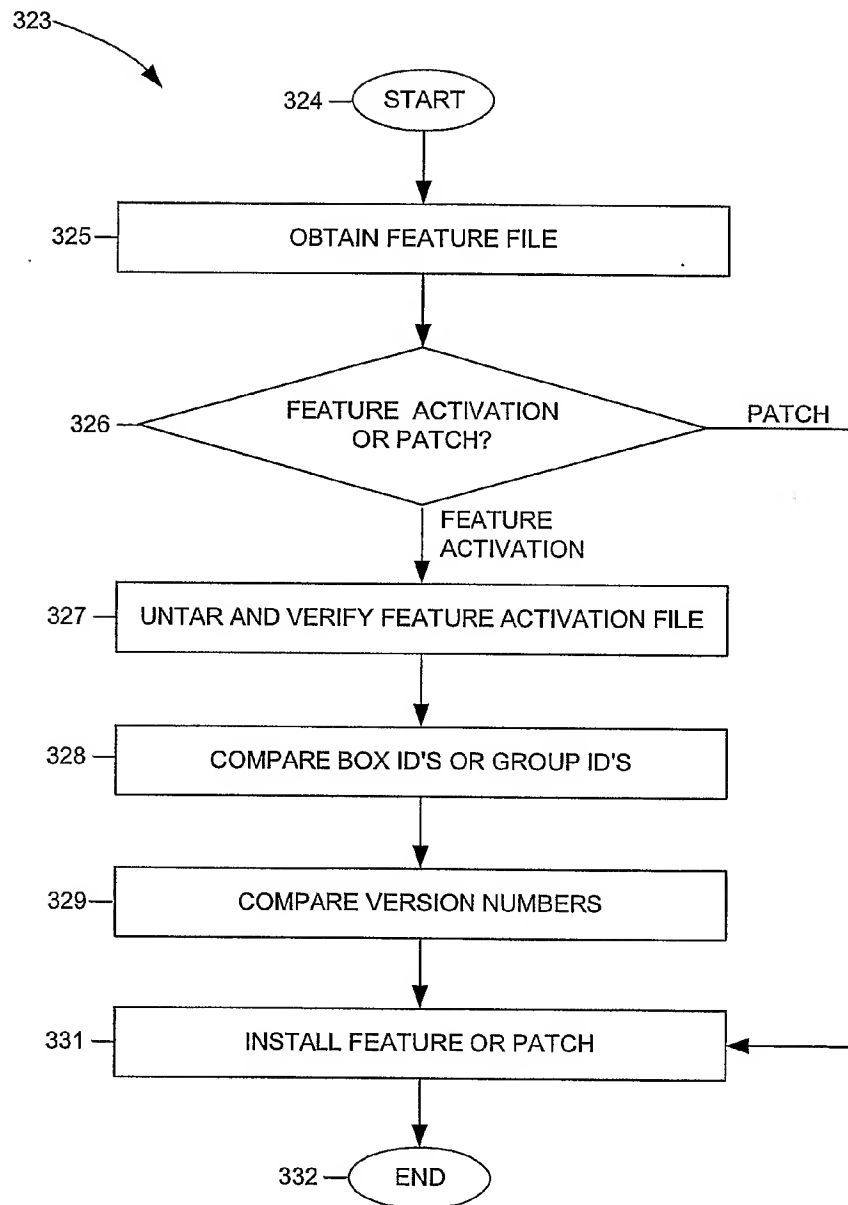 323
324
START
325
OBTAIN FEATURE FILE
326
FEATURE ACTIVATION
OR PATCH?
PATCH
FEATURE
ACTIVATION
327
UNTAR AND VERIFY FEATURE ACTIVATION FILE
328
COMPARE BOX ID'S OR GROUP ID'S
329
COMPARE VERSION NUMBERS
331
INSTALL FEATURE OR PATCH
332
END